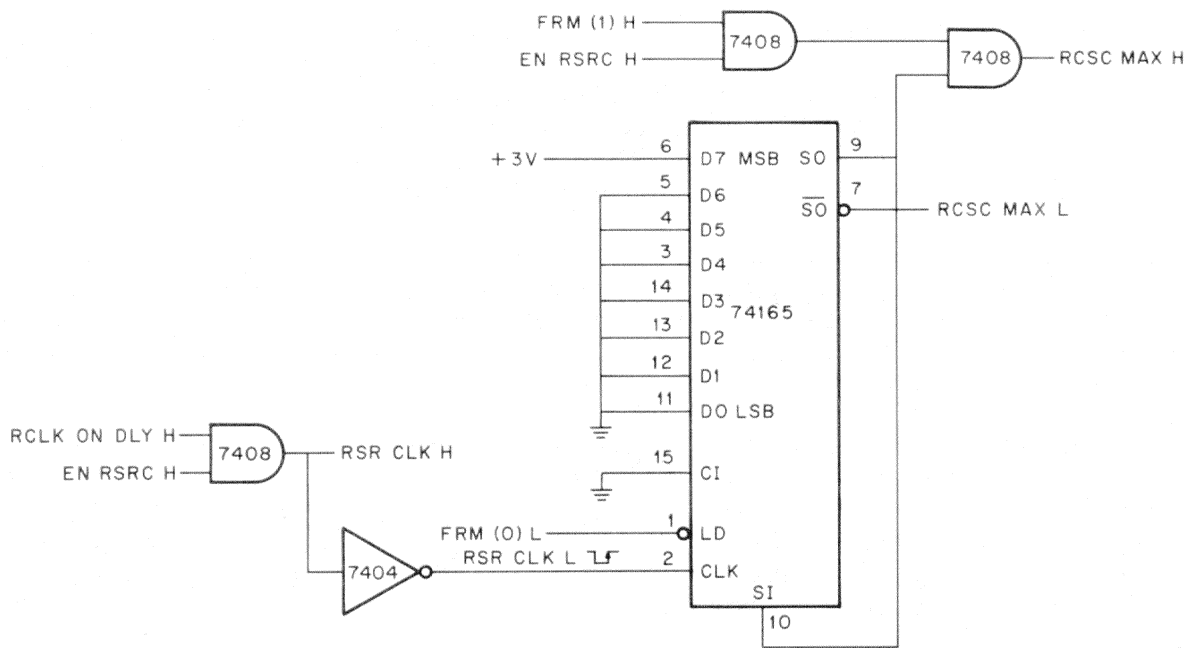 FRM (1) H
EN RSRC H
7408
7408
RCSC MAX H
+3V
6
D7 MSB
SO
9
5
D6
7
SO
RCSC MAX L
4
D5
3
D4
14
D3
74165
13
D2
12
D1
11
D0 LSB
RCLK ON DLY H
EN RSRC H
7408
RSR CLK H
15
CI
FRM (0) L
1
LD
RSR CLK L
2
CLK
7404
SI
10